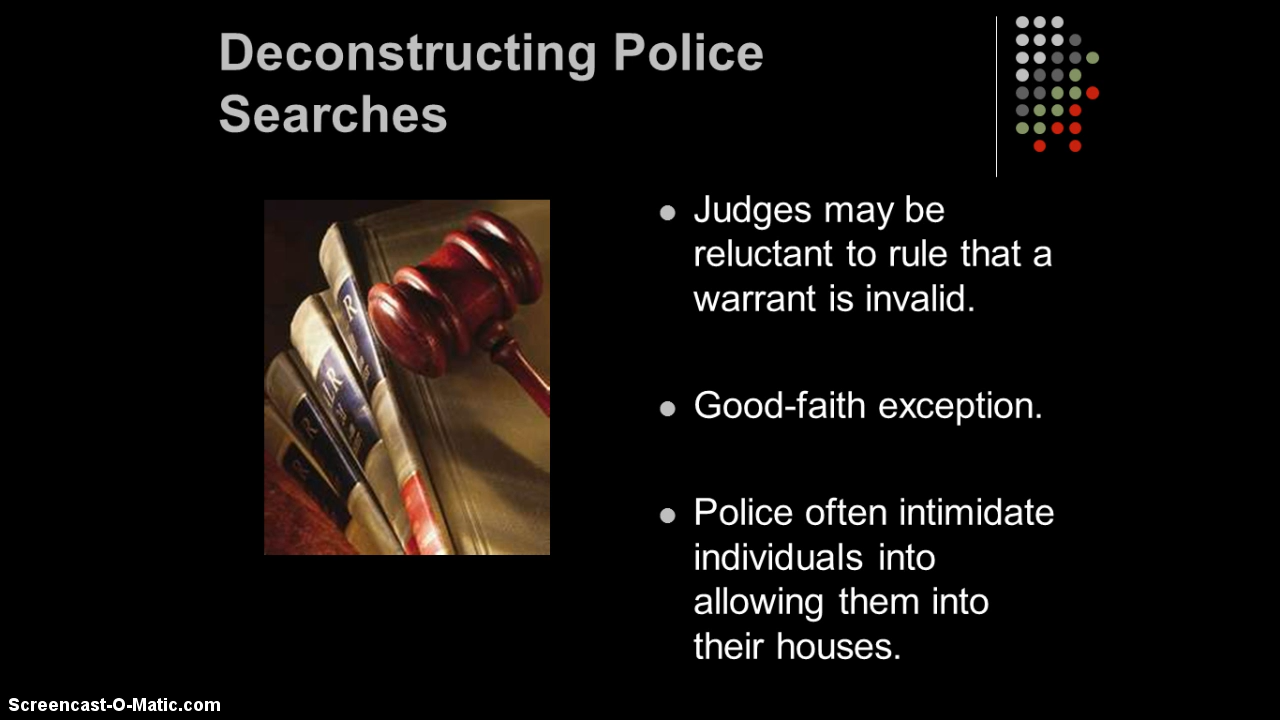 Deconstructing Police
Searches
Judges may be
reluctant to rule that a
warrant is invalid.
Good-faith exception.
Police often intimidate
individuals into
allowing them into
their houses.
Screencast-O-Matic.com